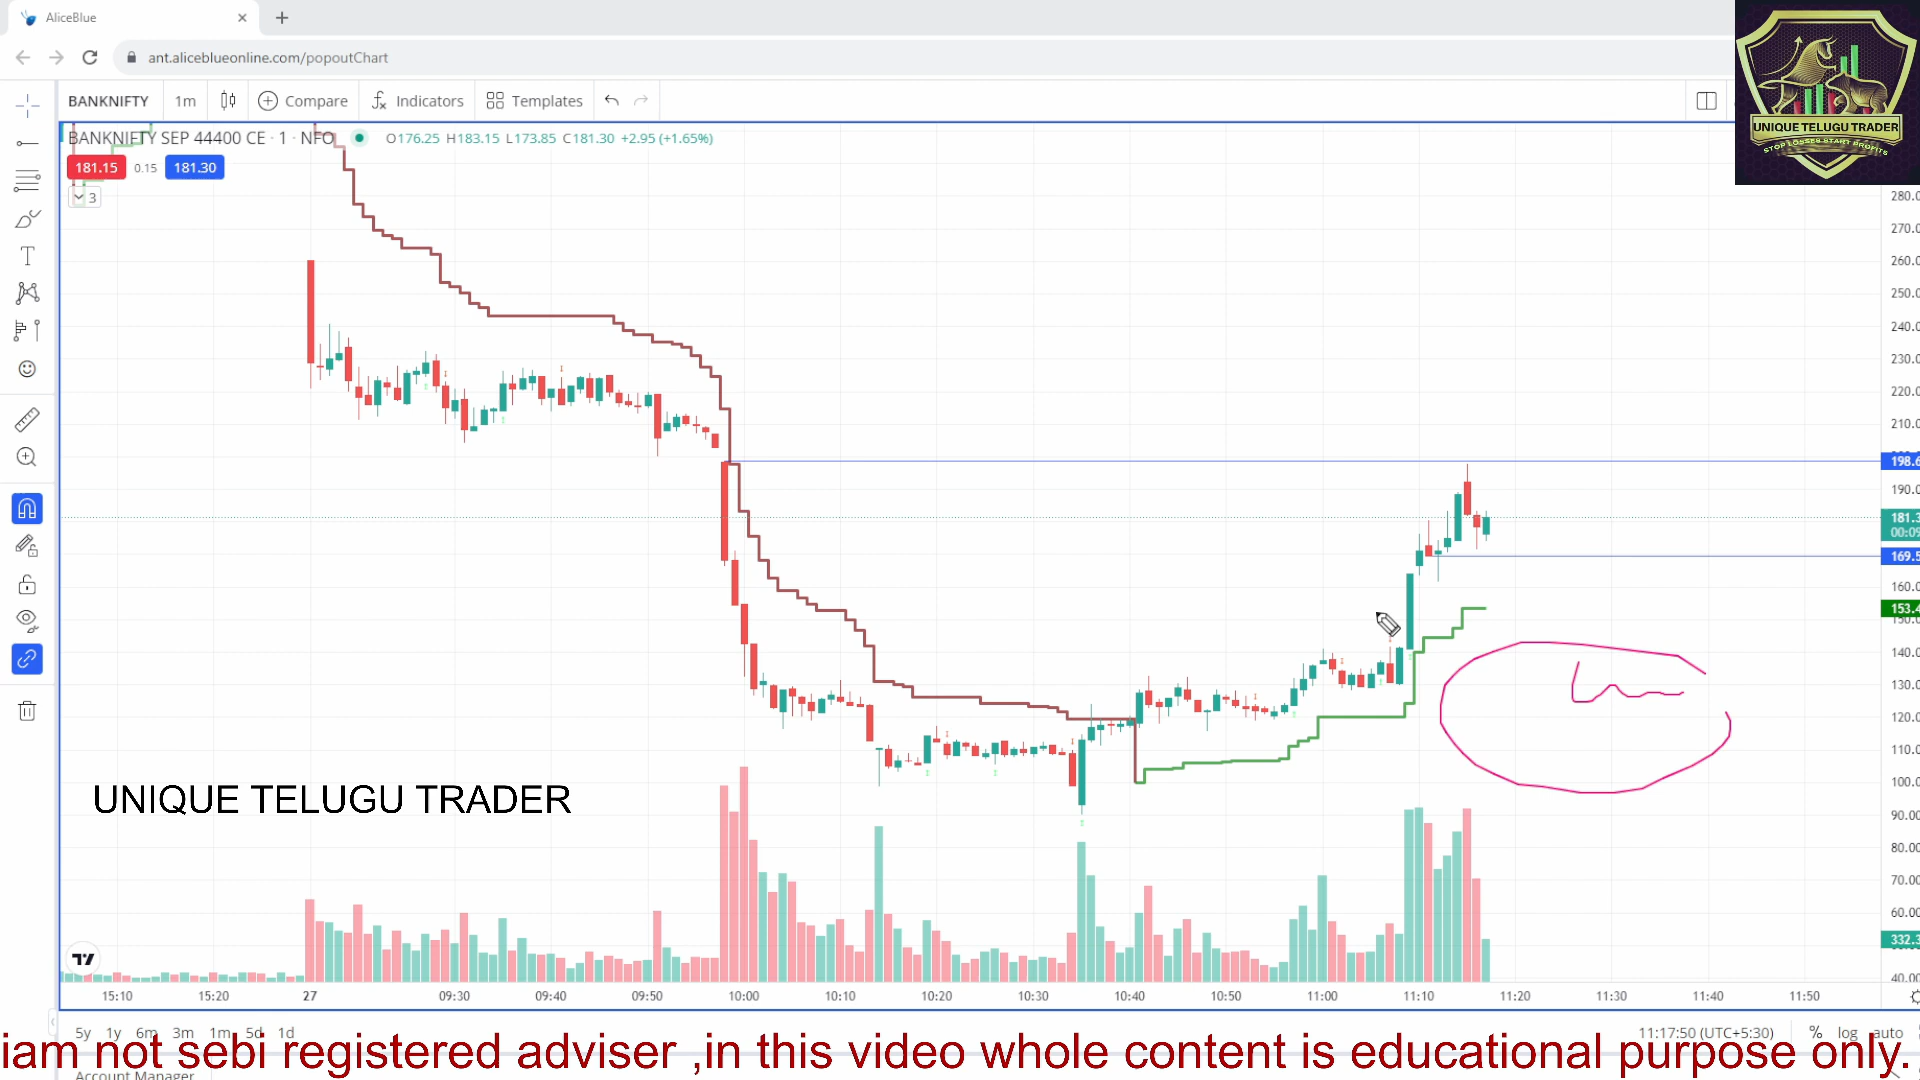 AliceBlue
ant.aliceblueonline.com/popoutChart
UNIQUE TELUGU TRADER
STOP LOSSES START PROFITS
BANKNIFTY 1m Compare Indicators Templates
BANKNIFTY SEP 44400 CE · 1 · NFO O176.25 H183.15 L173.85 C181.30 +2.95 (+1.65%)
181.15 0.15 181.30
3
280.0
270.0
260.0
250.0
240.0
230.0
220.0
210.0
198.6
190.0
181.3
00:09
169.5
160.0
153.4
140.0
130.0
120.0
110.0
100.0
90.00
80.00
70.00
60.00
332.3
40.00
UNIQUE TELUGU TRADER
15:10 15:20 27 09:30 09:40 09:50 10:00 10:10 10:20 10:30 10:40 10:50 11:00 11:10 11:20 11:30 11:40 11:50
5y 1y 6m 3m 1m 5d 1d 11:17:50 (UTC+5:30) % log auto
iam not sebi registered adviser ,in this video whole content is educational purpose only.
Account Manager